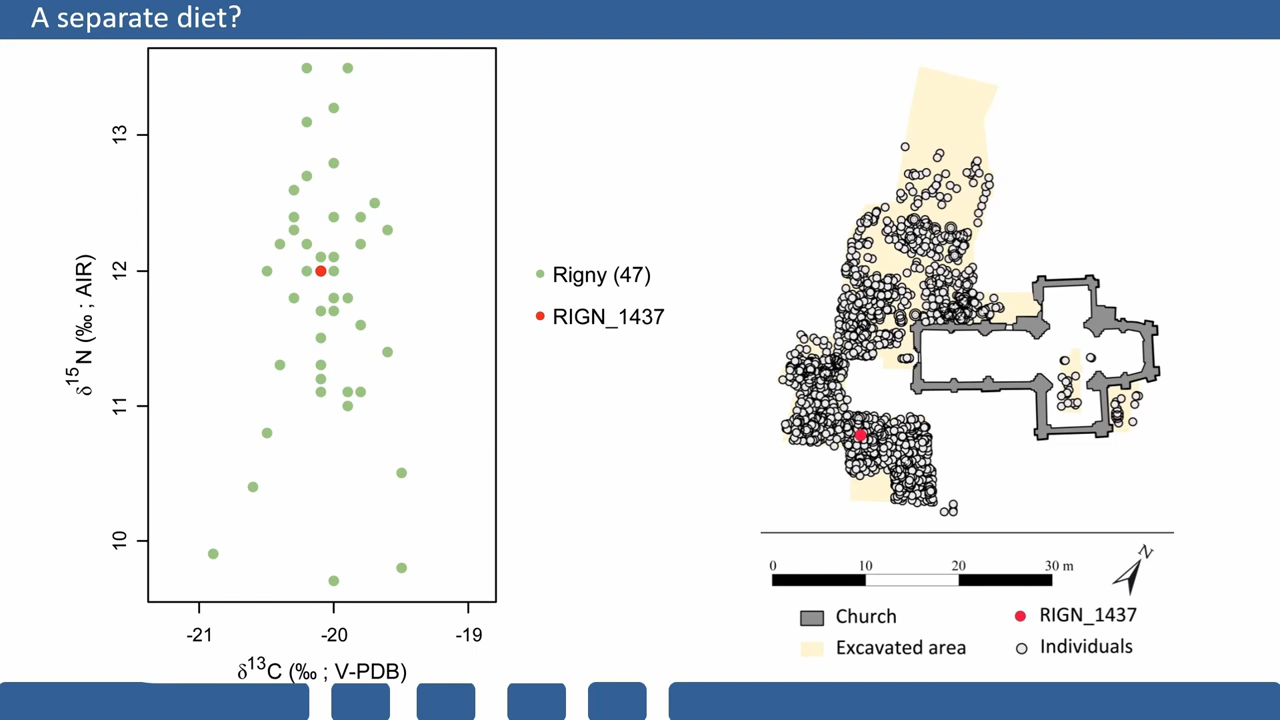 A separate diet?
13
12
11
10
δ¹⁵N (‰ ; AIR)
-21 -20 -19
δ¹³C (‰ ; V-PDB)
Rigny (47)
RIGN_1437
N
0 10 20 30 m
Church
RIGN_1437
Excavated area
Individuals